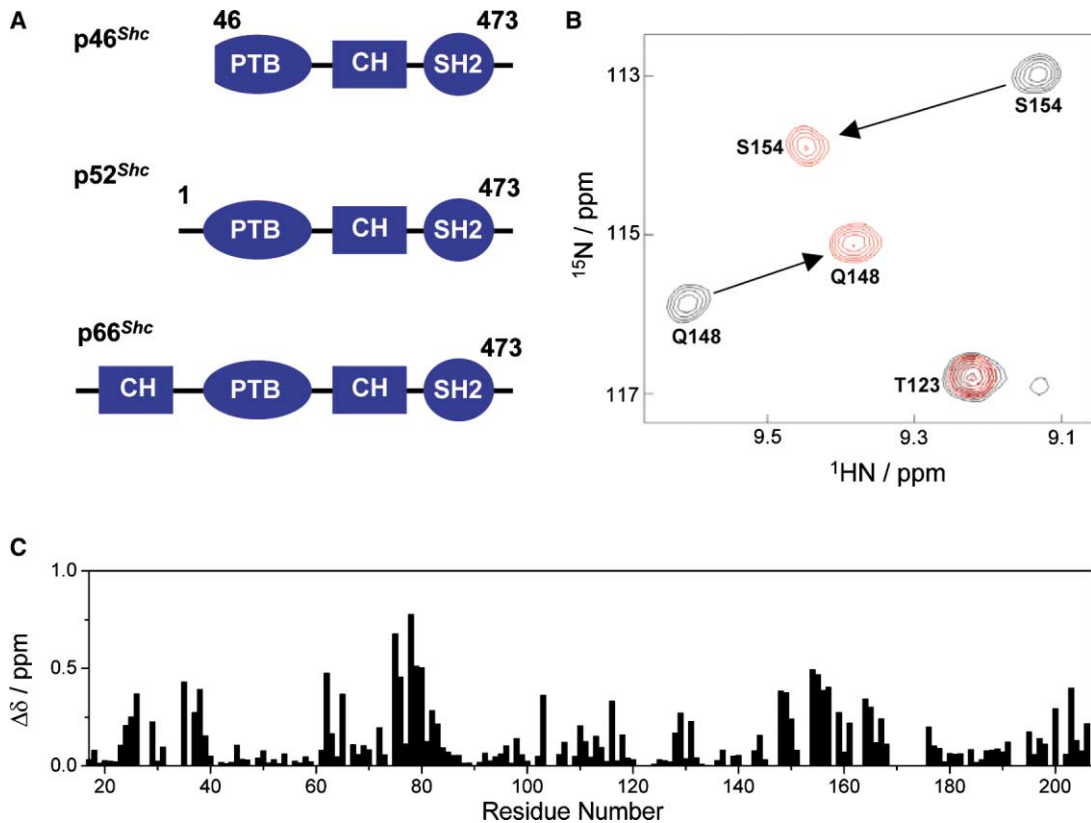 A
p46Shc
46
473
PTB
CH
SH2
p52Shc
1
473
PTB
CH
SH2
p66Shc
473
CH
PTB
CH
SH2
B
113
115
117
15N / ppm
S154
S154
Q148
Q148
T123
9.5
9.3
9.1
1HN / ppm
C
1.0
0.5
0.0
Δδ / ppm
20
40
60
80
100
120
140
160
180
200
Residue Number